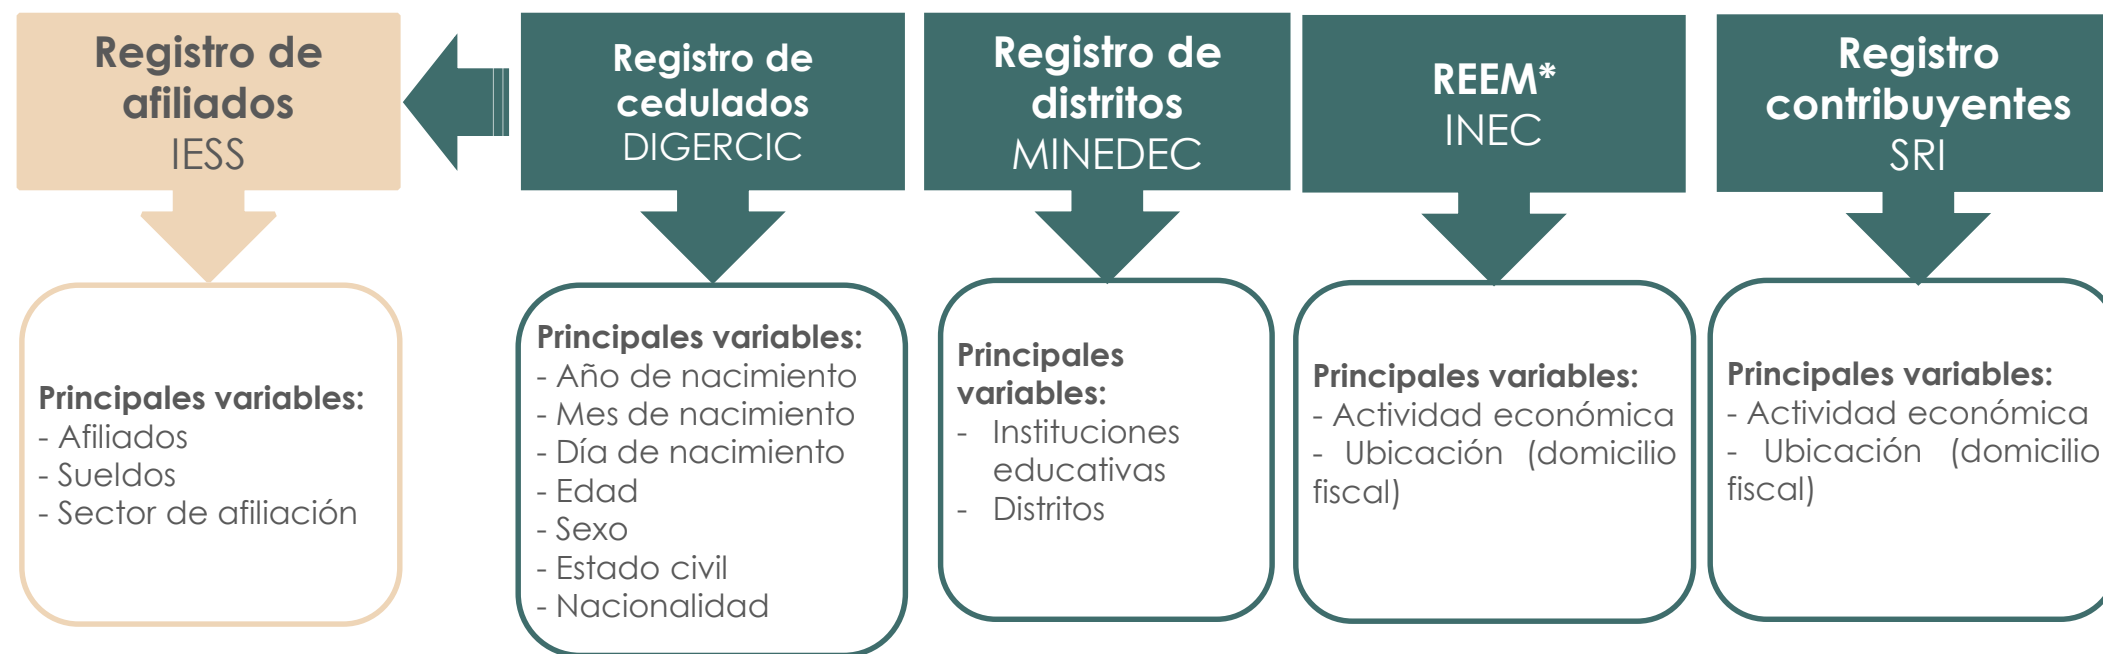 Registro de
afiliados
IESS
Registro de
cedulados
DIGERCIC
Registro de
distritos
MINEDEC
REEM*
INEC
Registro
contribuyentes
SRI
Principales variables:
- Afiliados
- Sueldos
- Sector de afiliación
Principales variables:
- Año de nacimiento
- Mes de nacimiento
- Día de nacimiento
- Edad
- Sexo
- Estado civil
- Nacionalidad
Principales
variables:
- Instituciones
educativas
- Distritos
Principales variables:
- Actividad económica
- Ubicación (domicilio
fiscal)
Principales variables:
- Actividad económica
- Ubicación (domicilio
fiscal)